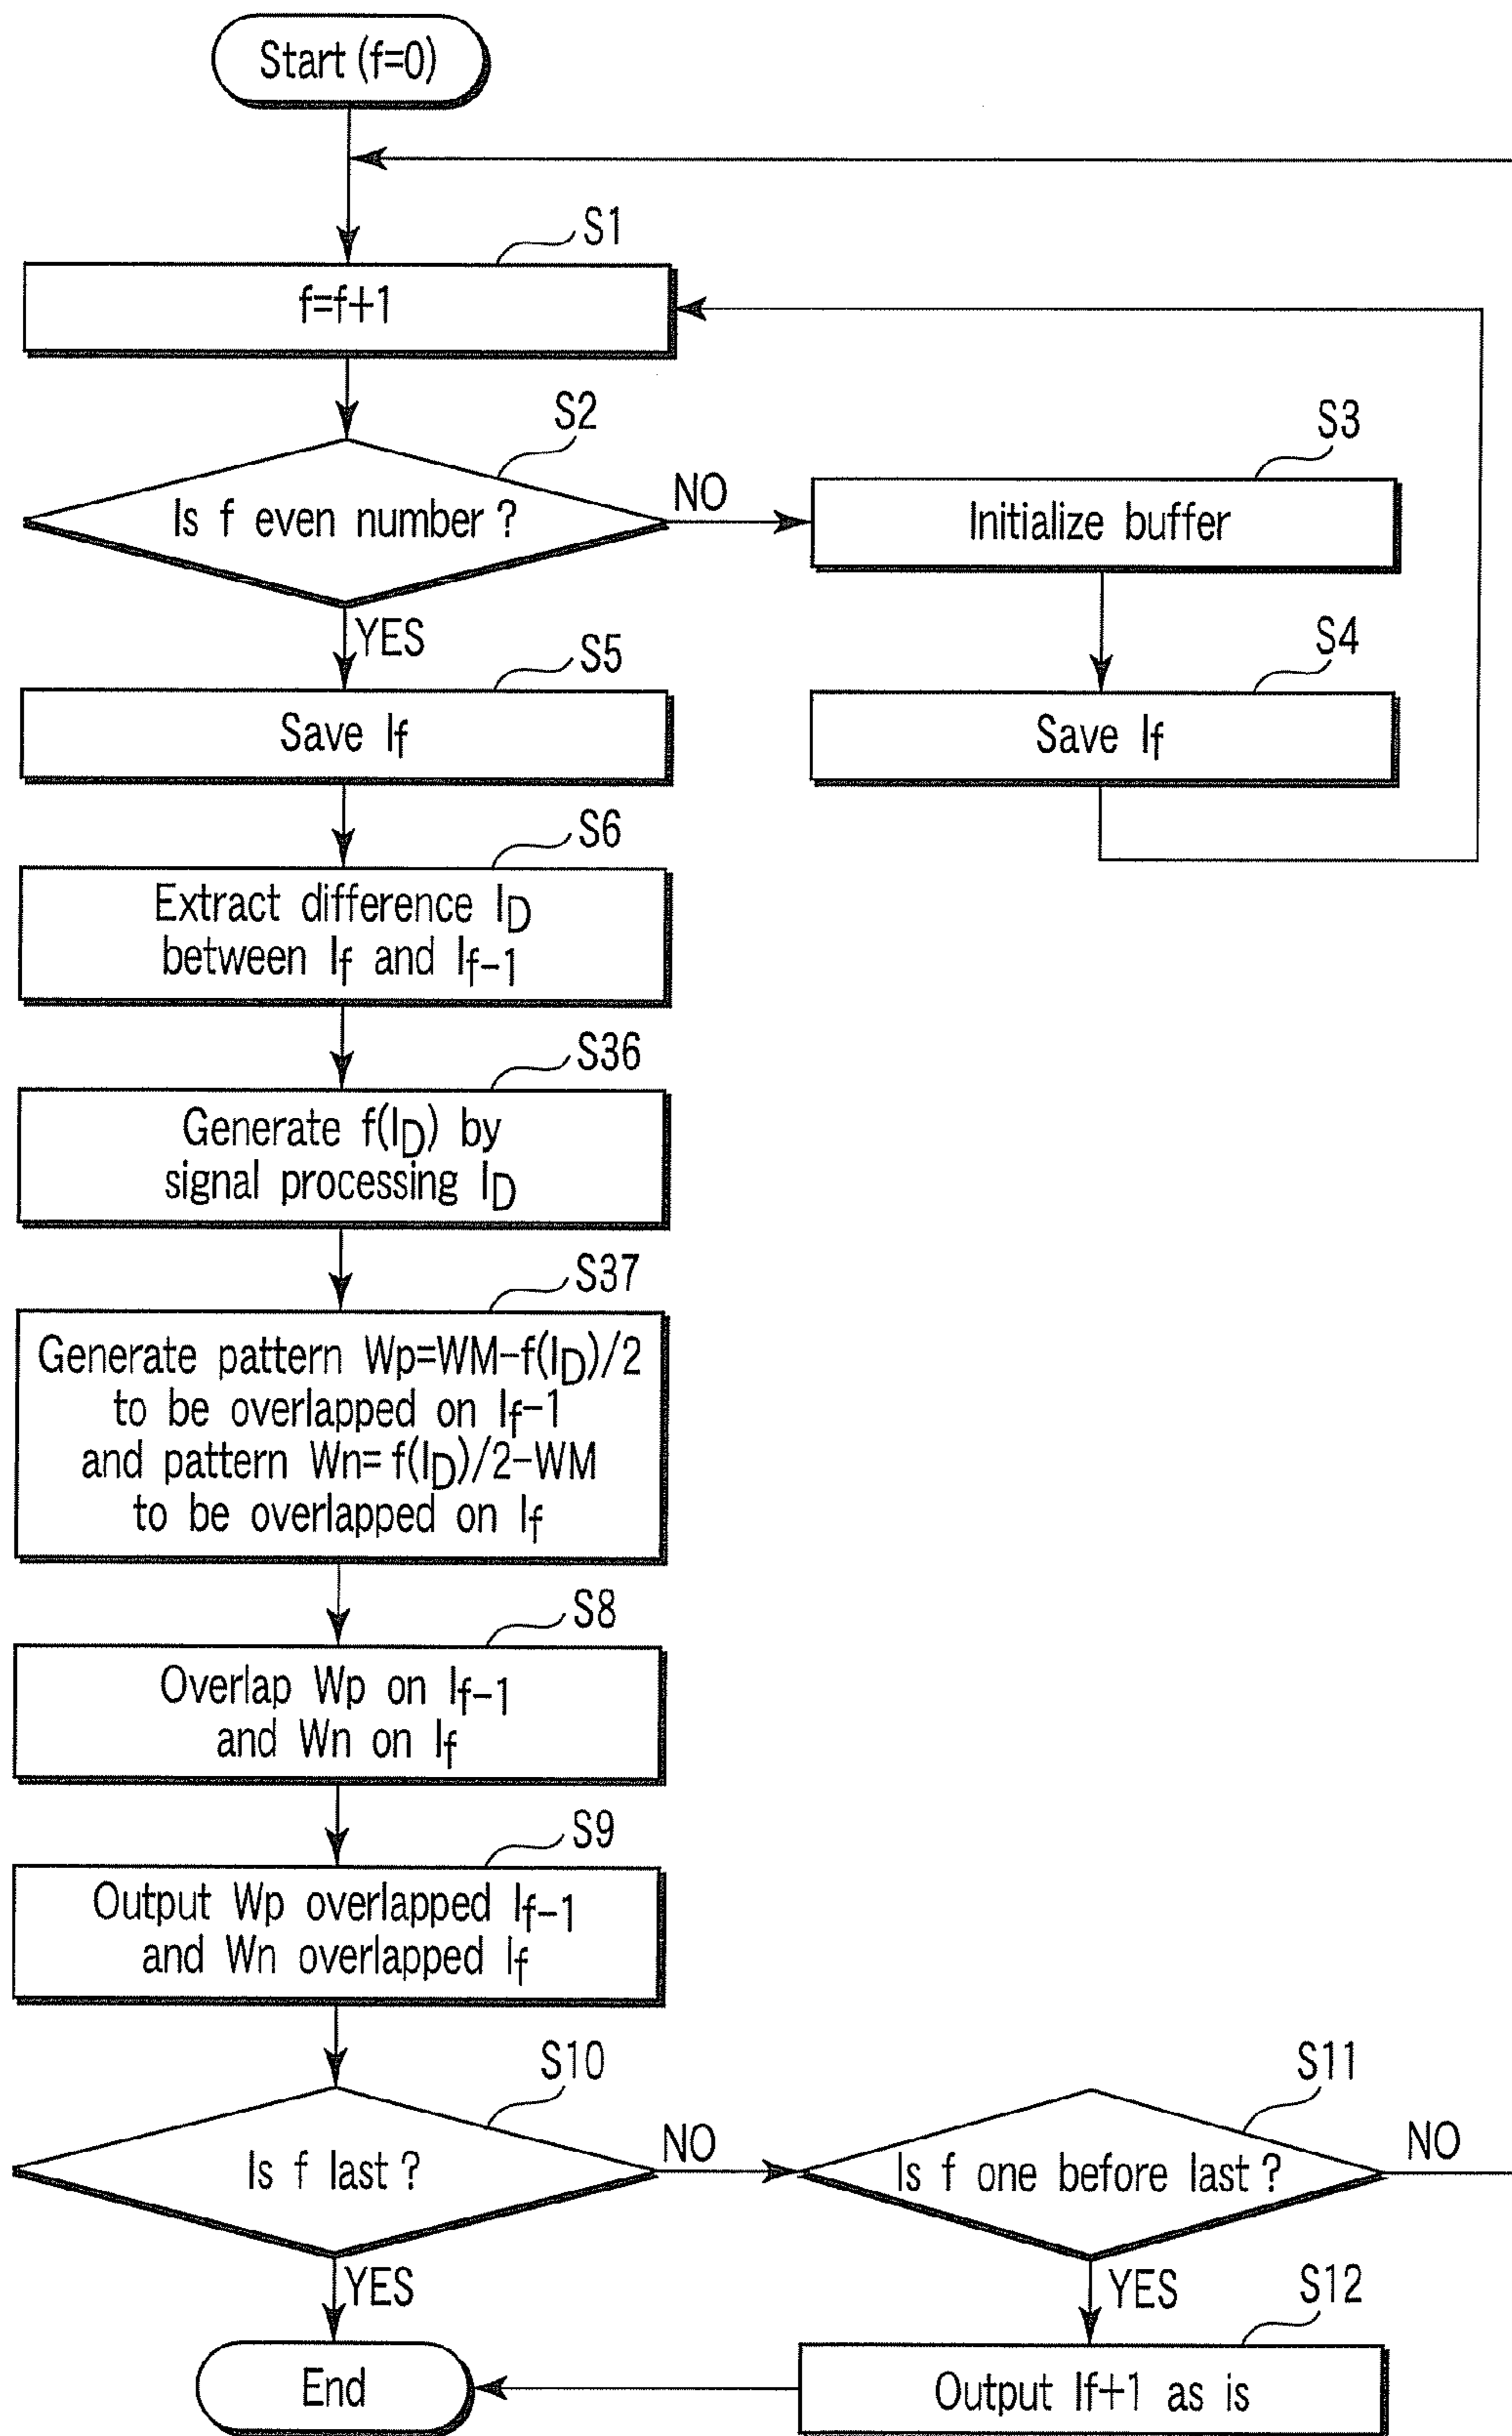 Start (f=0)
S1
f=f+1
S2
Is f even number ?
NO
YES
S3
Initialize buffer
S4
Save If
S5
Save If
S6
Extract difference ID
between If and If-1
S36
Generate f(ID) by
signal processing ID
S37
Generate pattern Wp=WM-f(ID)/2
to be overlapped on If-1
and pattern Wn= f(ID)/2-WM
to be overlapped on If
S8
Overlap Wp on If-1
and Wn on If
S9
Output Wp overlapped If-1
and Wn overlapped If
S10
Is f last ?
NO
YES
S11
Is f one before last ?
NO
YES
S12
Output If+1 as is
End